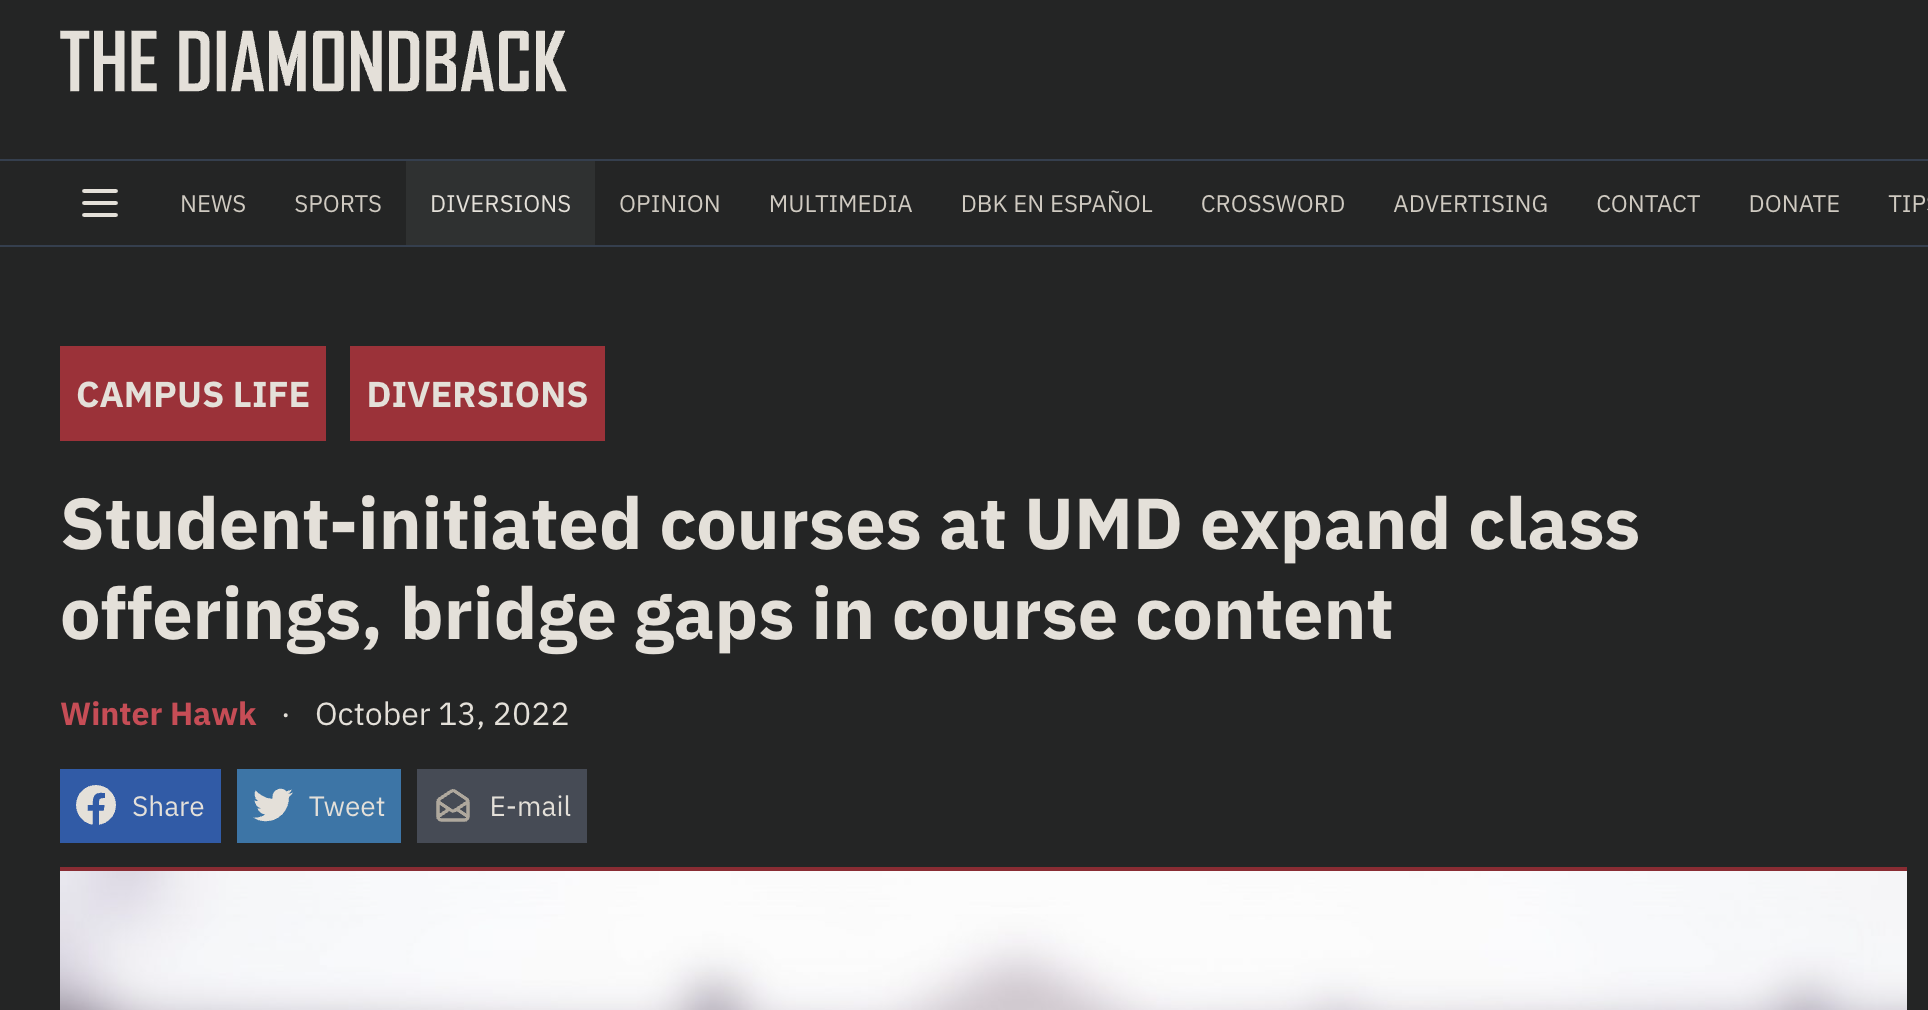 THE DIAMONDBACK
NEWS SPORTS DIVERSIONS OPINION MULTIMEDIA DBK EN ESPAÑOL CROSSWORD ADVERTISING CONTACT DONATE
CAMPUS LIFE DIVERSIONS
Student-initiated courses at UMD expand class
offerings, bridge gaps in course content
Winter Hawk · October 13, 2022
Share Tweet E-mail